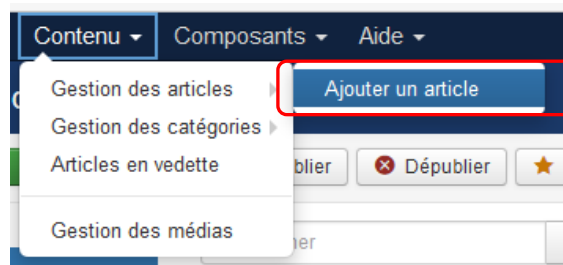 Contenu Composants Aide
Gestion des articles Ajouter un article
Gestion des catégories
Articles en vedette
blier Dépublier
Gestion des médias
her